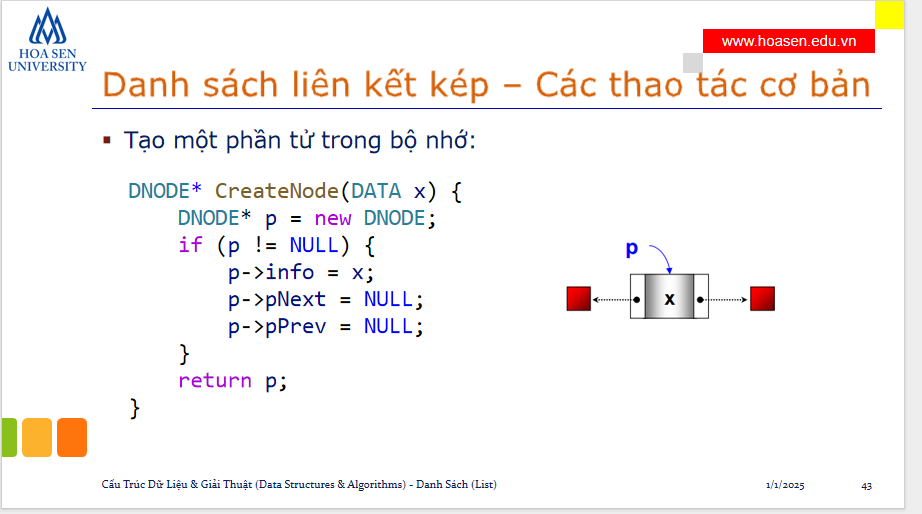 HOA SEN
UNIVERSITY
www.hoasen.edu.vn
Danh sách liên kết kép – Các thao tác cơ bản
Tạo một phần tử trong bộ nhớ:
DNODE* CreateNode(DATA x) {
    DNODE* p = new DNODE;
    if (p != NULL) {
        p->info = x;
        p->pNext = NULL;
        p->pPrev = NULL;
    }
    return p;
}
p
x
Cấu Trúc Dữ Liệu & Giải Thuật (Data Structures & Algorithms) - Danh Sách (List)
1/1/2025
43